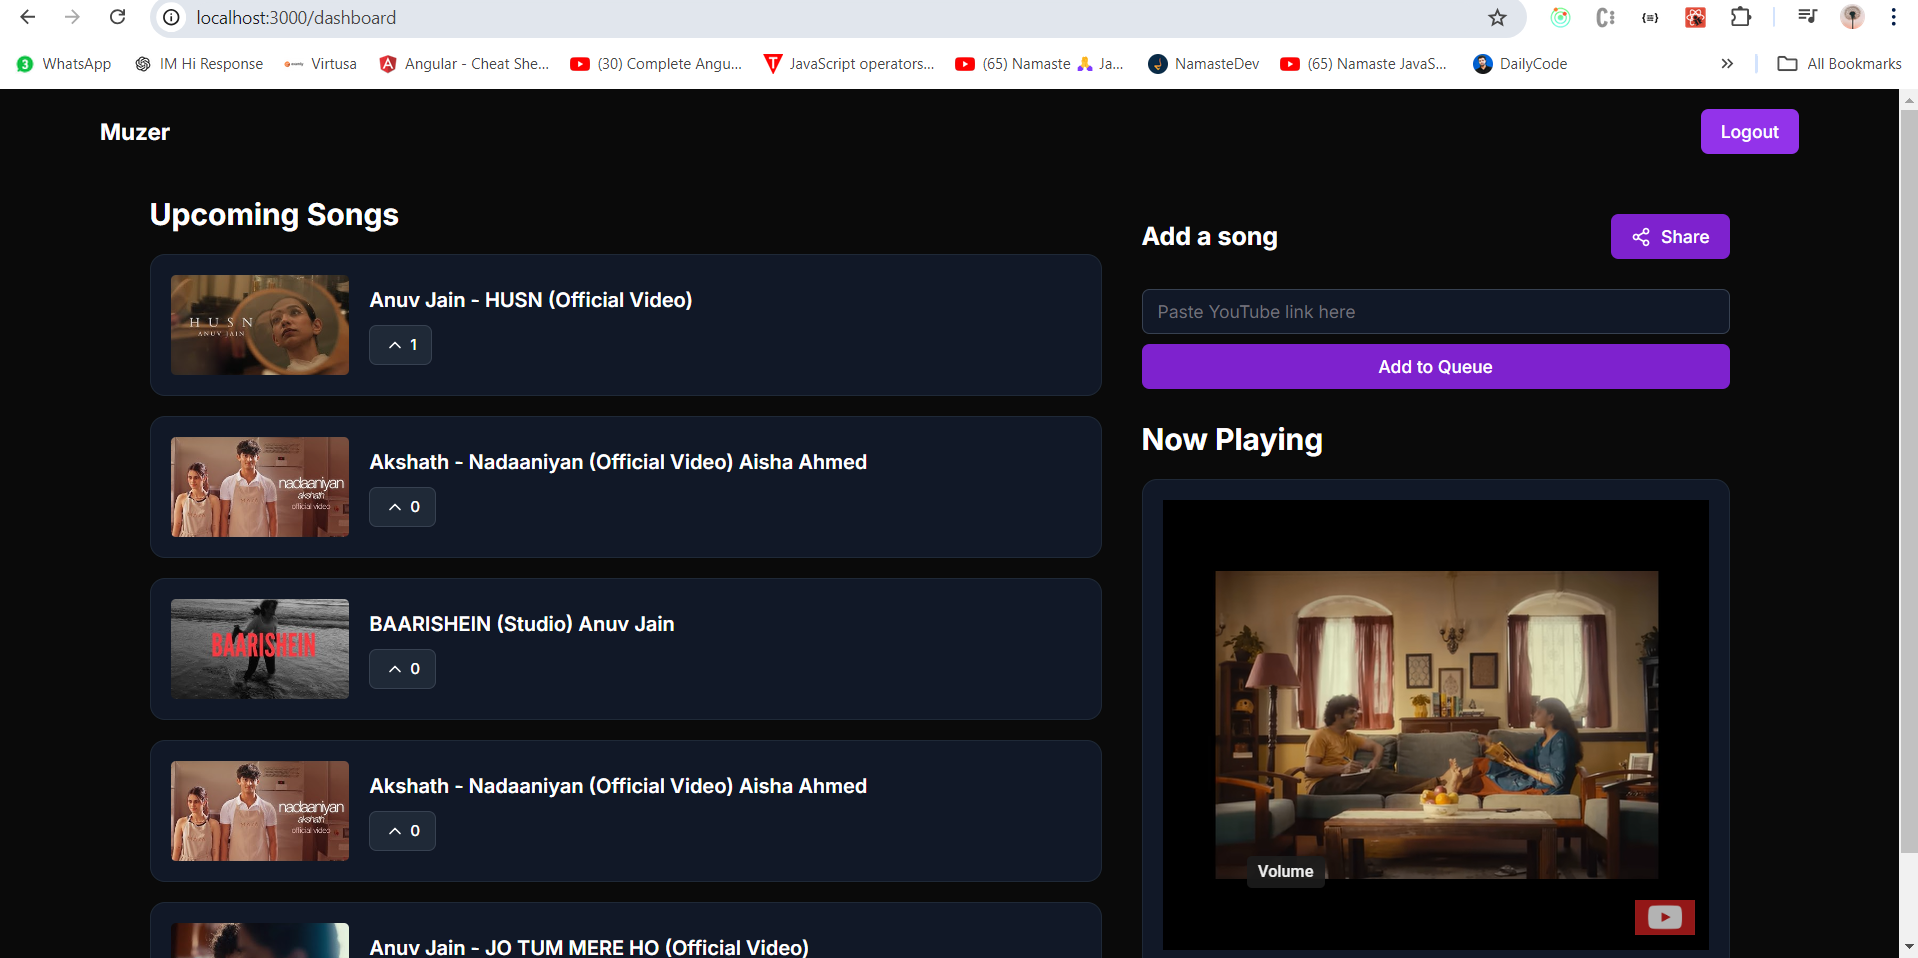 localhost:3000/dashboard
WhatsApp
IM Hi Response
Virtusa
Angular - Cheat She...
(30) Complete Angu...
JavaScript operators...
(65) Namaste 🙏 Ja...
NamasteDev
(65) Namaste JavaS...
DailyCode
All Bookmarks
Muzer
Logout
Upcoming Songs
HUSN
ANUV JAIN
Anuv Jain - HUSN (Official Video)
1
nadaaniyan
akshath
official video
Akshath - Nadaaniyan (Official Video) Aisha Ahmed
0
BAARISHEIN
BAARISHEIN (Studio) Anuv Jain
0
nadaaniyan
akshath
official video
Akshath - Nadaaniyan (Official Video) Aisha Ahmed
0
Anuv Jain - JO TUM MERE HO (Official Video)
Add a song
Share
Paste YouTube link here
Add to Queue
Now Playing
Volume